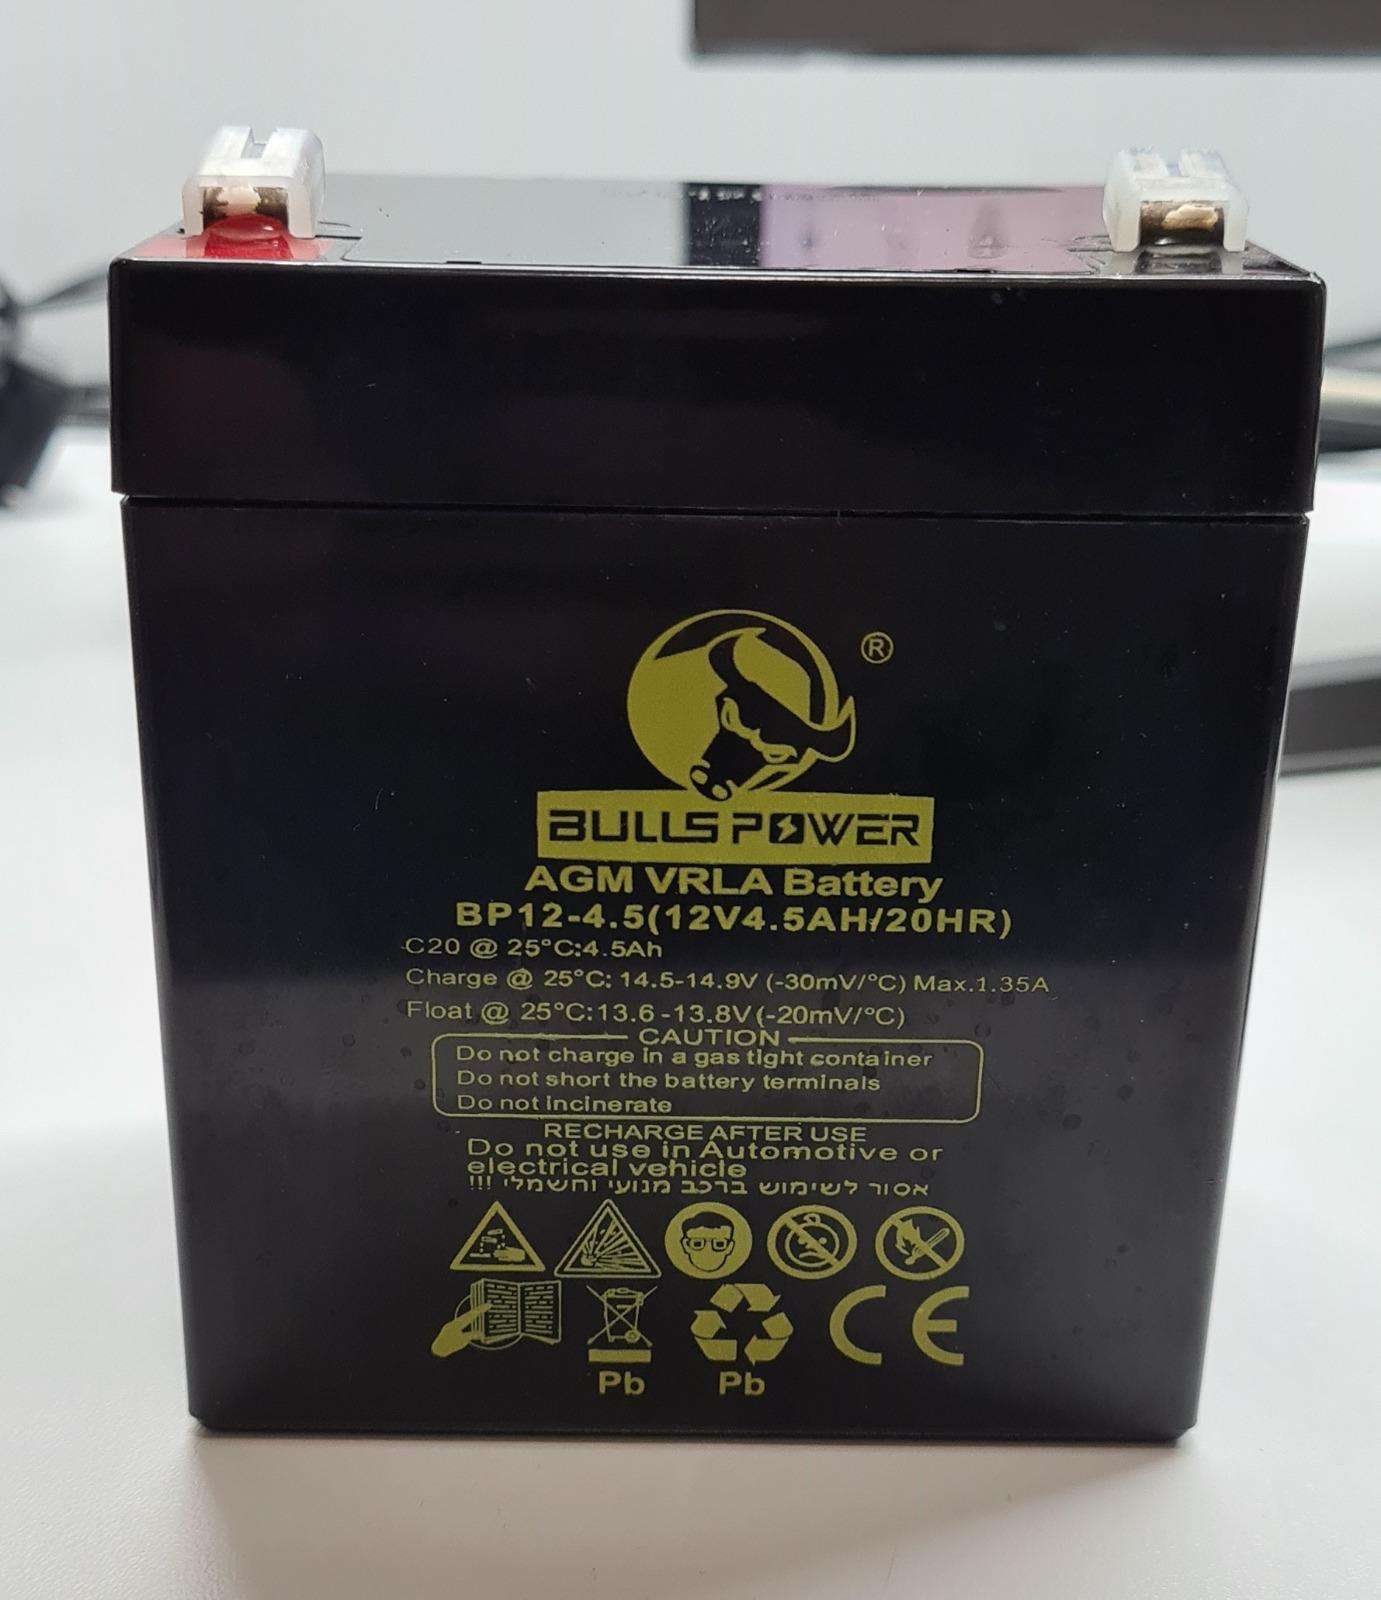 ®
BULLS POWER
AGM VRLA Battery
BP12-4.5(12V4.5AH/20HR)
C20 @ 25°C:4.5Ah
Charge @ 25°C: 14.5-14.9V (-30mV/°C) Max.1.35A
Float @ 25°C:13.6-13.8V(-20mV/°C)
CAUTION
Do not charge in a gas tight container
Do not short the battery terminals
Do not incinerate
RECHARGE AFTER USE
Do not use in Automotive or
electrical vehicle
אסור לשימוש ברכב מנועי וחשמלי !!!
CE
Pb Pb